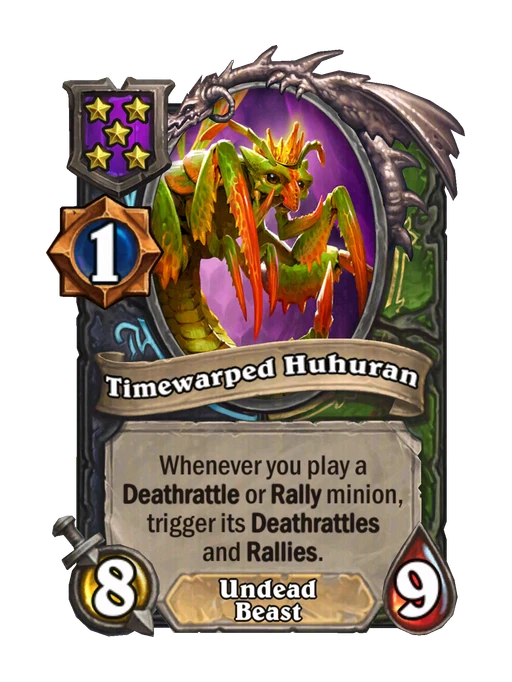 1
Timewarped Huhuran
Whenever you play a
Deathrattle or Rally minion,
trigger its Deathrattles
and Rallies.
8
Undead
Beast
9